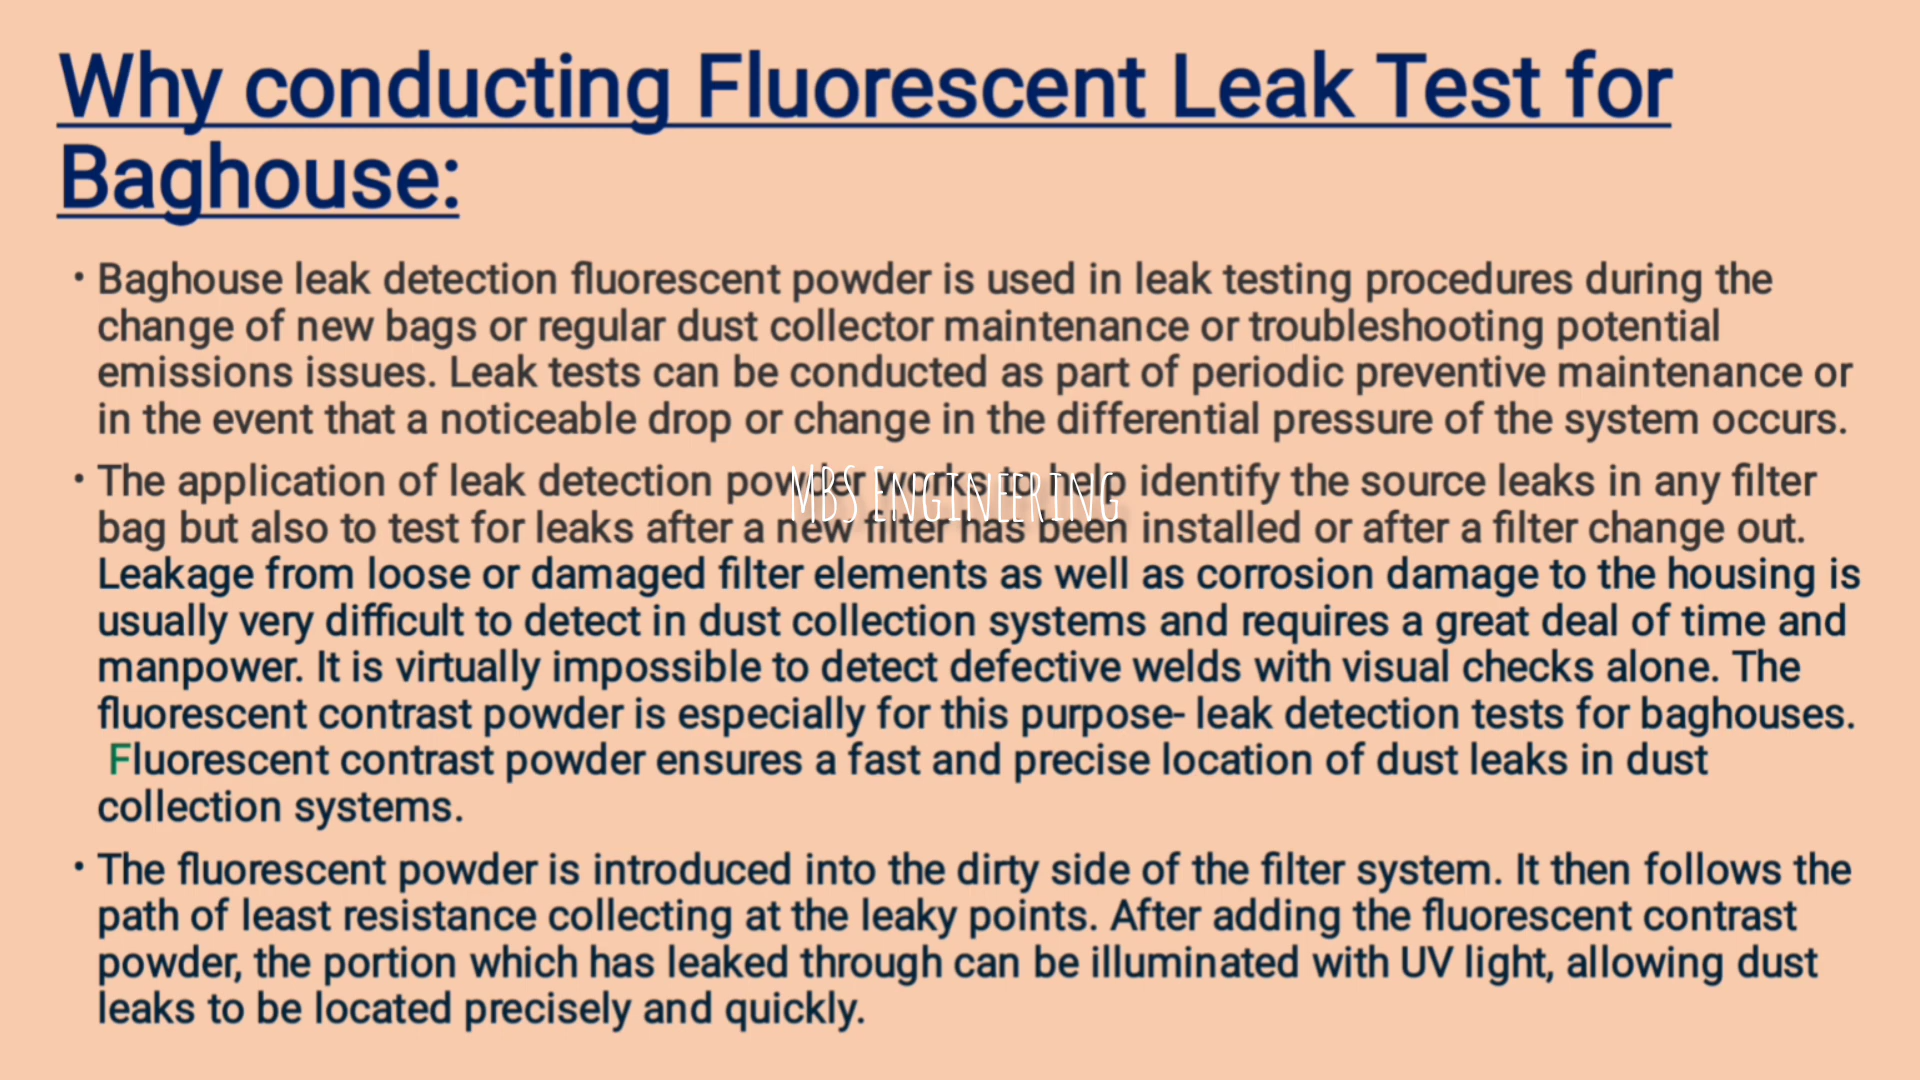 Why conducting Fluorescent Leak Test for
Baghouse:
• Baghouse leak detection fluorescent powder is used in leak testing procedures during the
change of new bags or regular dust collector maintenance or troubleshooting potential
emissions issues. Leak tests can be conducted as part of periodic preventive maintenance or
in the event that a noticeable drop or change in the differential pressure of the system occurs.
• The application of leak detection powder works to help identify the source leaks in any filter
MBS Engineering
bag but also to test for leaks after a new filter has been installed or after a filter change out.
Leakage from loose or damaged filter elements as well as corrosion damage to the housing is
usually very difficult to detect in dust collection systems and requires a great deal of time and
manpower. It is virtually impossible to detect defective welds with visual checks alone. The
fluorescent contrast powder is especially for this purpose- leak detection tests for baghouses.
Fluorescent contrast powder ensures a fast and precise location of dust leaks in dust
collection systems.
• The fluorescent powder is introduced into the dirty side of the filter system. It then follows the
path of least resistance collecting at the leaky points. After adding the fluorescent contrast
powder, the portion which has leaked through can be illuminated with UV light, allowing dust
leaks to be located precisely and quickly.